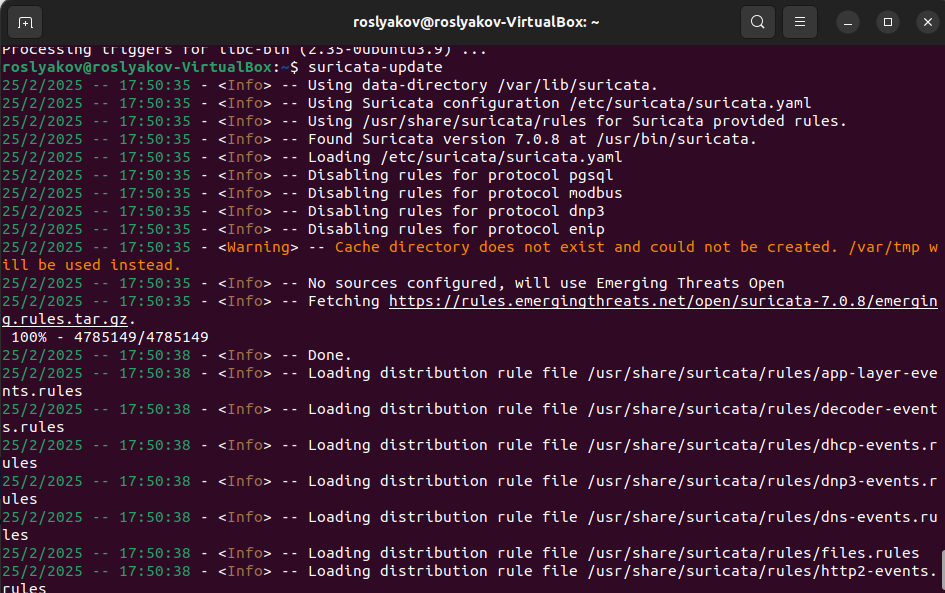 roslyakov@roslyakov-VirtualBox: ~
Processing triggers for libc-bin (2.35-0ubuntu3.9) ...
roslyakov@roslyakov-VirtualBox:~$ suricata-update
25/2/2025 -- 17:50:35 - <Info> -- Using data-directory /var/lib/suricata.
25/2/2025 -- 17:50:35 - <Info> -- Using Suricata configuration /etc/suricata/suricata.yaml
25/2/2025 -- 17:50:35 - <Info> -- Using /usr/share/suricata/rules for Suricata provided rules.
25/2/2025 -- 17:50:35 - <Info> -- Found Suricata version 7.0.8 at /usr/bin/suricata.
25/2/2025 -- 17:50:35 - <Info> -- Loading /etc/suricata/suricata.yaml
25/2/2025 -- 17:50:35 - <Info> -- Disabling rules for protocol pgsql
25/2/2025 -- 17:50:35 - <Info> -- Disabling rules for protocol modbus
25/2/2025 -- 17:50:35 - <Info> -- Disabling rules for protocol dnp3
25/2/2025 -- 17:50:35 - <Info> -- Disabling rules for protocol enip
25/2/2025 -- 17:50:35 - <Warning> -- Cache directory does not exist and could not be created. /var/tmp w
ill be used instead.
25/2/2025 -- 17:50:35 - <Info> -- No sources configured, will use Emerging Threats Open
25/2/2025 -- 17:50:35 - <Info> -- Fetching https://rules.emergingthreats.net/open/suricata-7.0.8/emergin
g.rules.tar.gz.
 100% - 4785149/4785149
25/2/2025 -- 17:50:38 - <Info> -- Done.
25/2/2025 -- 17:50:38 - <Info> -- Loading distribution rule file /usr/share/suricata/rules/app-layer-eve
nts.rules
25/2/2025 -- 17:50:38 - <Info> -- Loading distribution rule file /usr/share/suricata/rules/decoder-event
s.rules
25/2/2025 -- 17:50:38 - <Info> -- Loading distribution rule file /usr/share/suricata/rules/dhcp-events.r
ules
25/2/2025 -- 17:50:38 - <Info> -- Loading distribution rule file /usr/share/suricata/rules/dnp3-events.r
ules
25/2/2025 -- 17:50:38 - <Info> -- Loading distribution rule file /usr/share/suricata/rules/dns-events.ru
les
25/2/2025 -- 17:50:38 - <Info> -- Loading distribution rule file /usr/share/suricata/rules/files.rules
25/2/2025 -- 17:50:38 - <Info> -- Loading distribution rule file /usr/share/suricata/rules/http2-events.
rules